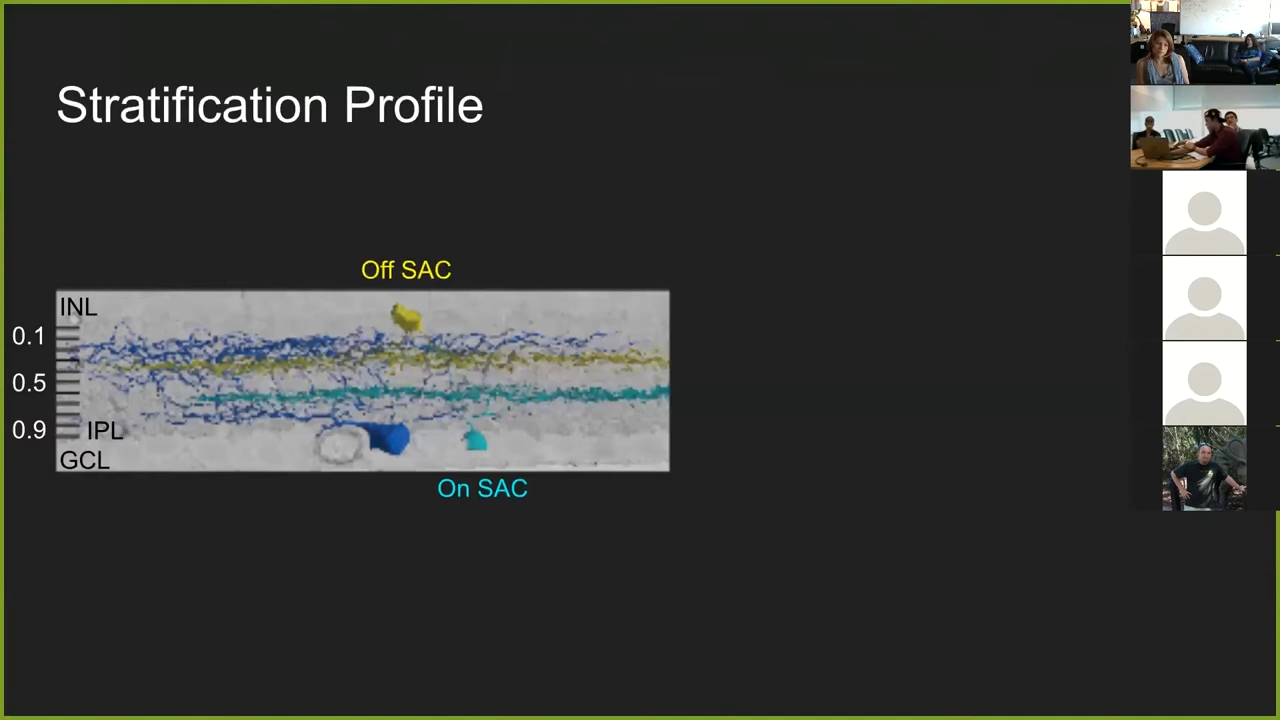 Stratification Profile
Off SAC
INL
0.1
0.5
0.9
IPL
GCL
On SAC